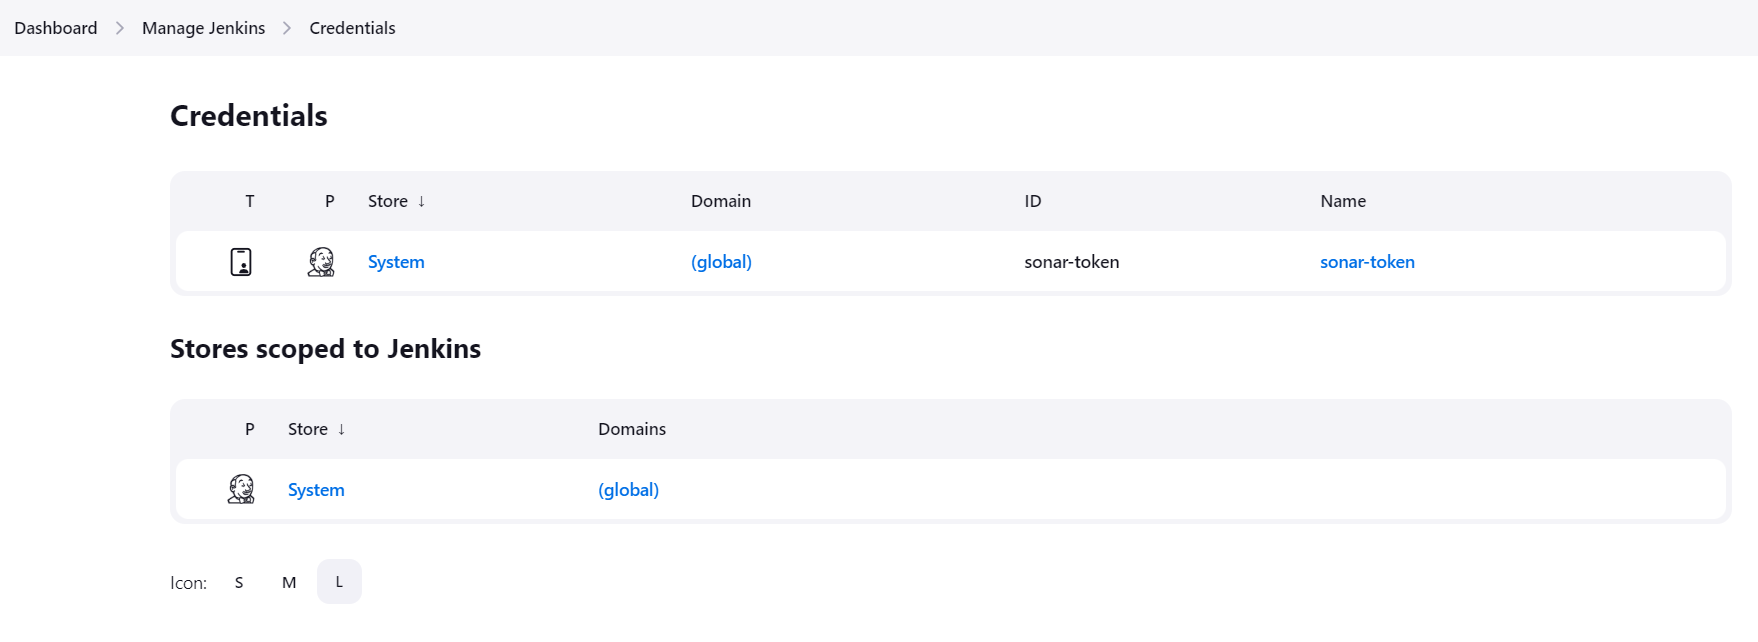 Dashboard > Manage Jenkins > Credentials
Credentials
T P Store ↓ Domain ID Name
System (global) sonar-token sonar-token
Stores scoped to Jenkins
P Store ↓ Domains
System (global)
Icon: S M L